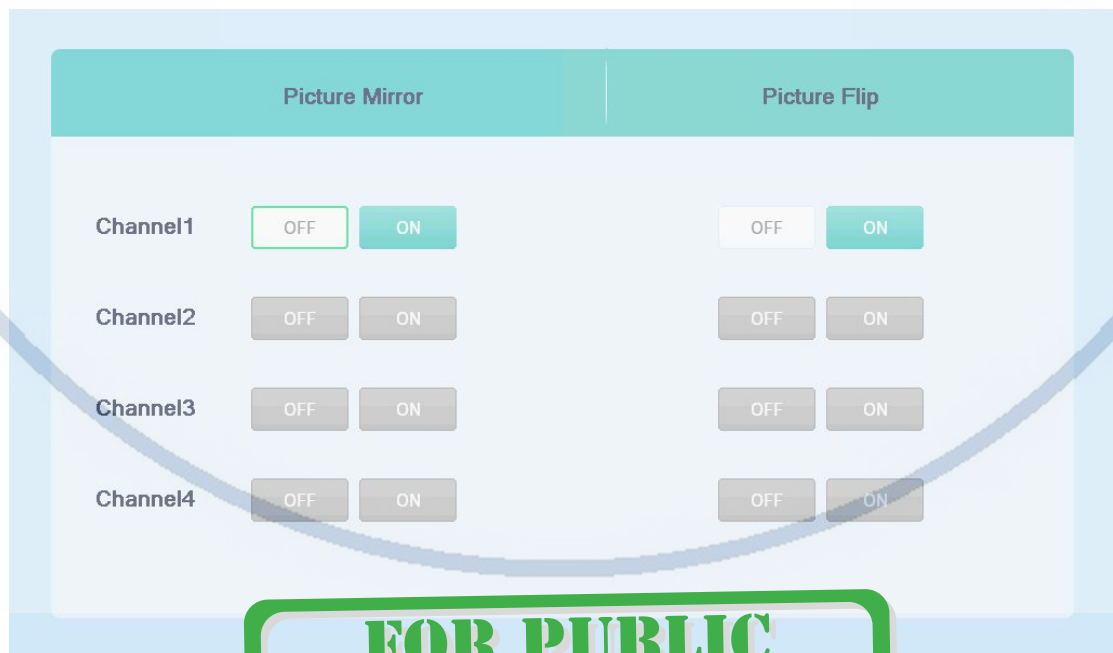 Picture Mirror Picture Flip
Channel1 OFF ON OFF ON
Channel2 OFF ON OFF ON
Channel3 OFF ON OFF ON
Channel4 OFF ON OFF ON
FOR PUBLIC